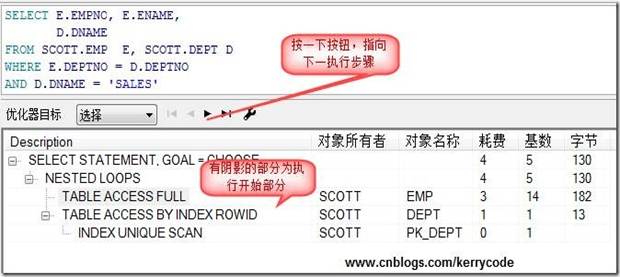 SELECT E.EMPNO, E.ENAME,
D.DNAME
FROM SCOTT.EMP E, SCOTT.DEPT D
WHERE E.DEPTNO = D.DEPTNO
AND D.DNAME = 'SALES'
按一下按钮，指向
下一执行步骤
优化器目标 选择
Description 对象所有者 对象名称 耗费 基数 字节
SELECT STATEMENT, GOAL = CHOOSE 4 5 130
NESTED LOOPS 4 5 130
有阴影的部分为执
行开始部分
TABLE ACCESS FULL SCOTT EMP 3 14 182
TABLE ACCESS BY INDEX ROWID SCOTT DEPT 1 1 13
INDEX UNIQUE SCAN SCOTT PK_DEPT 0 1
www.cnblogs.com/kerrycode